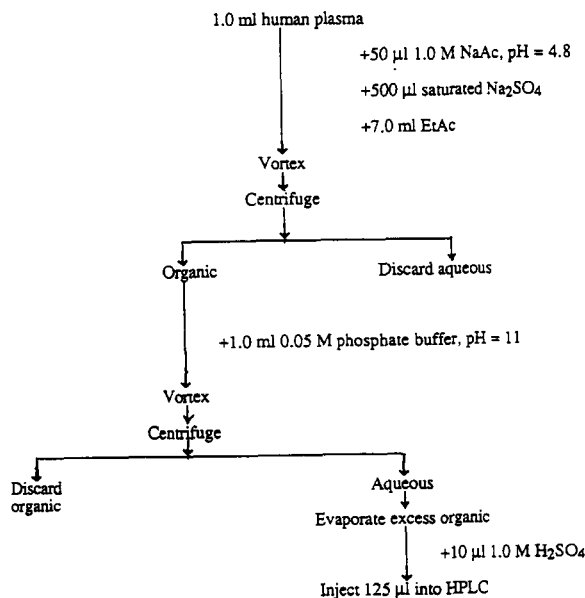 1.0 ml human plasma
+50 µl 1.0 M NaAc, pH = 4.8
+500 µl saturated Na₂SO₄
+7.0 ml EtAc
Vortex
Centrifuge
Organic
Discard aqueous
+1.0 ml 0.05 M phosphate buffer, pH = 11
Vortex
Centrifuge
Discard
organic
Aqueous
Evaporate excess organic
+10 µl 1.0 M H₂SO₄
Inject 125 µl into HPLC